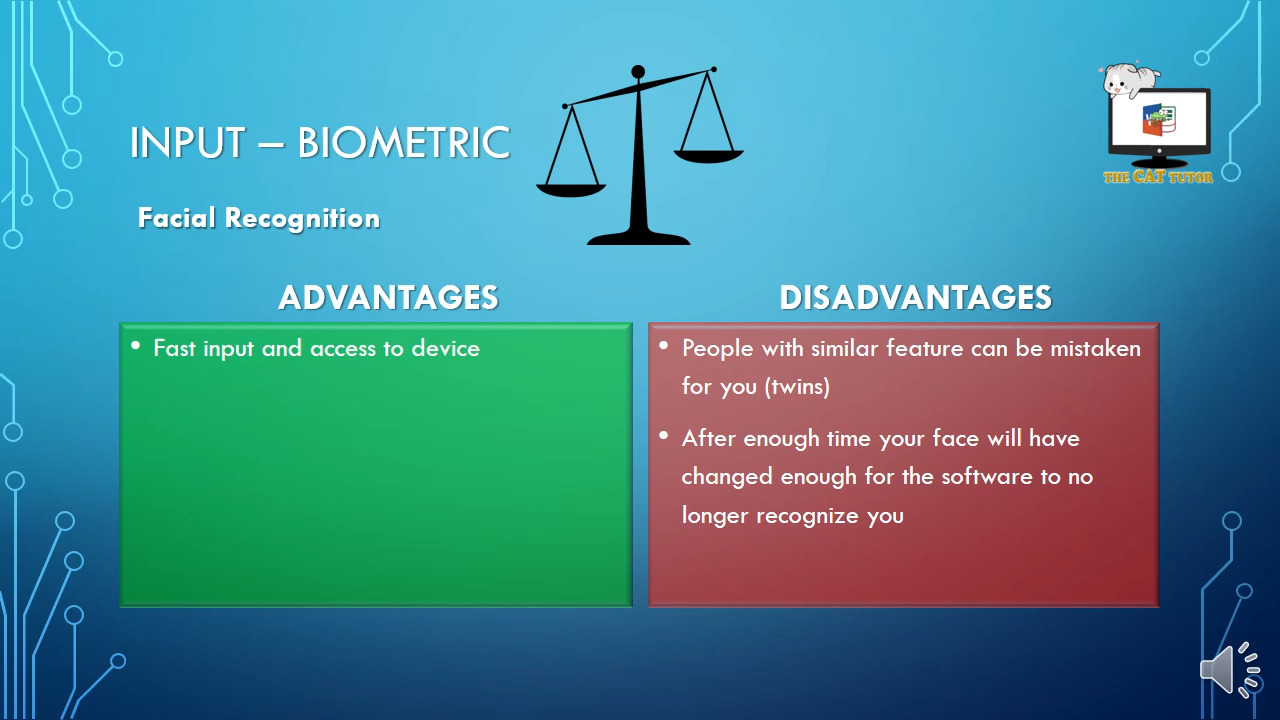 INPUT – BIOMETRIC
Facial Recognition
THE CAT TUTOR
ADVANTAGES
• Fast input and access to device
DISADVANTAGES
• People with similar feature can be mistaken
for you (twins)
• After enough time your face will have
changed enough for the software to no
longer recognize you